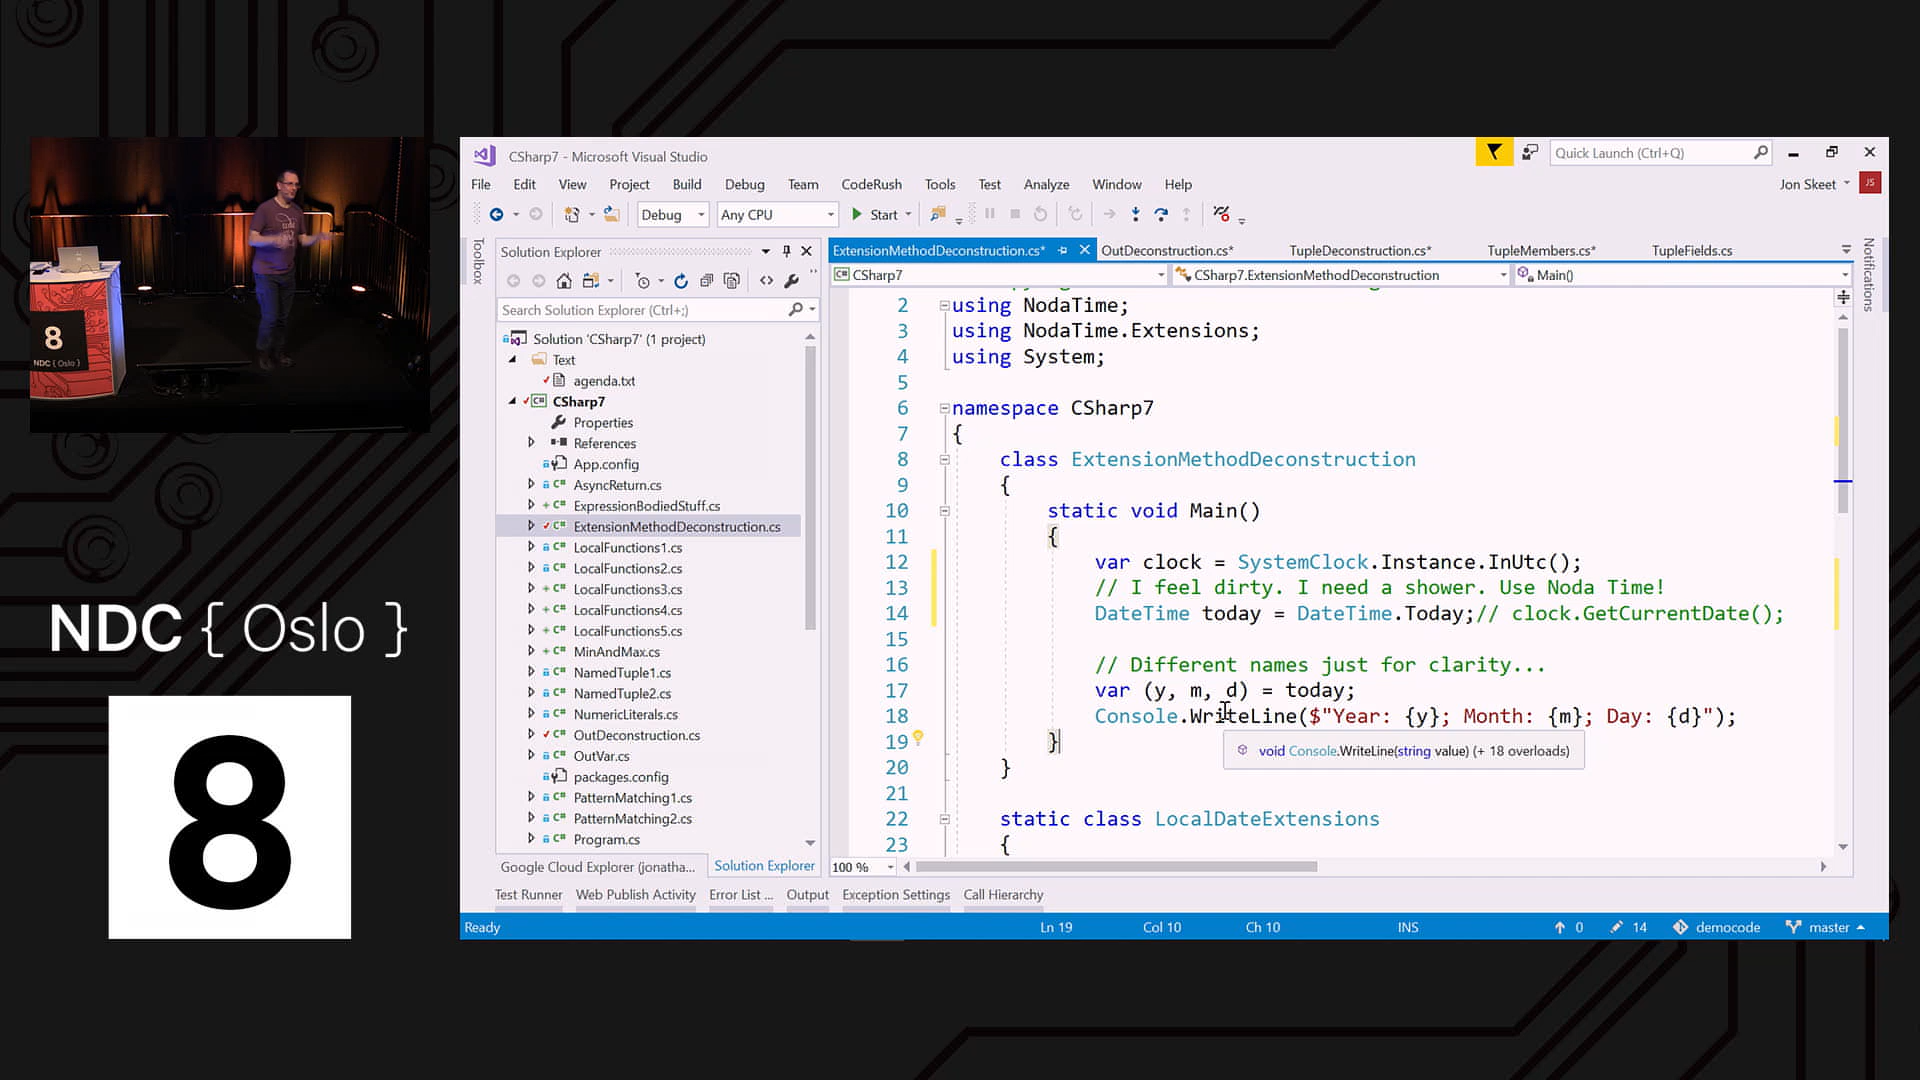 8
NDC { Oslo }
NDC { Oslo }
8
CSharp7 - Microsoft Visual Studio
Quick Launch (Ctrl+Q)
File Edit View Project Build Debug Team CodeRush Tools Test Analyze Window Help
Jon Skeet JS
Debug Any CPU Start
Toolbox
Solution Explorer
Search Solution Explorer (Ctrl+;)
Solution 'CSharp7' (1 project)
Text
agenda.txt
CSharp7
Properties
References
App.config
AsyncReturn.cs
ExpressionBodiedStuff.cs
ExtensionMethodDeconstruction.cs
LocalFunctions1.cs
LocalFunctions2.cs
LocalFunctions3.cs
LocalFunctions4.cs
LocalFunctions5.cs
MinAndMax.cs
NamedTuple1.cs
NamedTuple2.cs
NumericLiterals.cs
OutDeconstruction.cs
OutVar.cs
packages.config
PatternMatching1.cs
PatternMatching2.cs
Program.cs
Google Cloud Explorer (jonatha...
Solution Explorer
ExtensionMethodDeconstruction.cs* OutDeconstruction.cs* TupleDeconstruction.cs* TupleMembers.cs* TupleFields.cs
CSharp7 CSharp7.ExtensionMethodDeconstruction Main()
Notifications
2 using NodaTime;
3 using NodaTime.Extensions;
4 using System;
5
6 namespace CSharp7
7 {
8 class ExtensionMethodDeconstruction
9 {
10 static void Main()
11 {
12 var clock = SystemClock.Instance.InUtc();
13 // I feel dirty. I need a shower. Use Noda Time!
14 DateTime today = DateTime.Today;// clock.GetCurrentDate();
15
16 // Different names just for clarity...
17 var (y, m, d) = today;
18 Console.WriteLine($"Year: {y}; Month: {m}; Day: {d}");
19 }
void Console.WriteLine(string value) (+ 18 overloads)
20 }
21
22 static class LocalDateExtensions
23 {
100 %
Test Runner Web Publish Activity Error List ... Output Exception Settings Call Hierarchy
Ready Ln 19 Col 10 Ch 10 INS 0 14 democode master